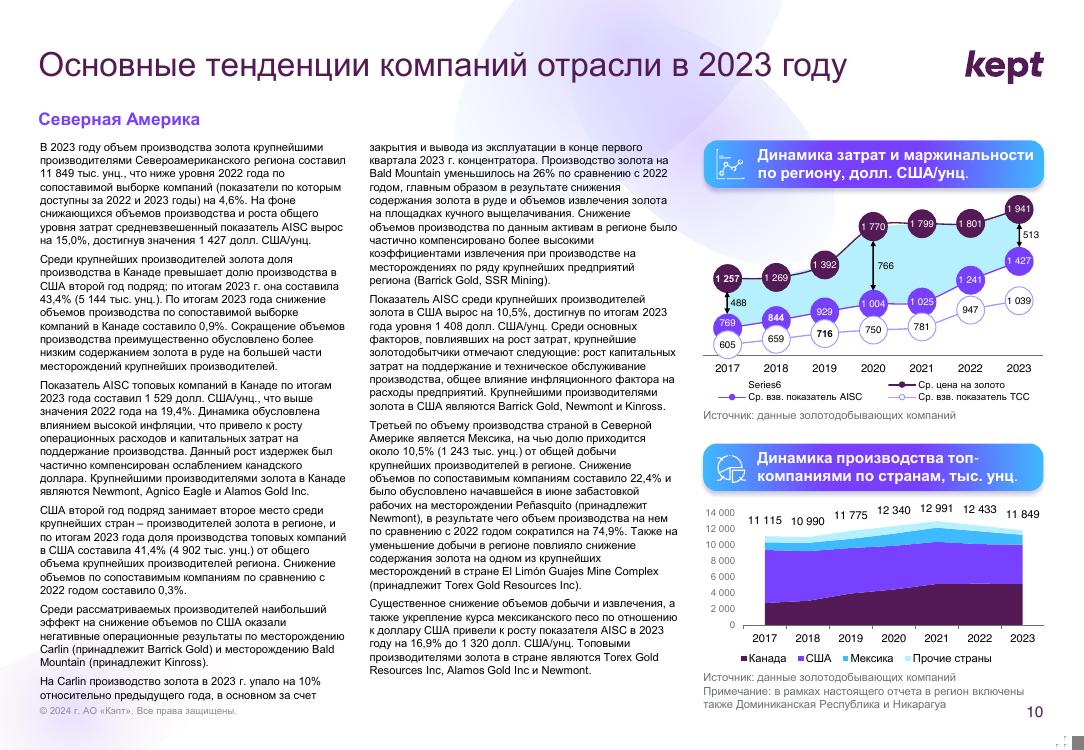 Основные тенденции компаний отрасли в 2023 году
kept
Северная Америка
В 2023 году объем производства золота крупнейшими
производителями Североамериканского региона составил
11 849 тыс. унц., что ниже уровня 2022 года по
сопоставимой выборке компаний (показатели по которым
доступны за 2022 и 2023 годы) на 4,6%. На фоне
снижающихся объемов производства и роста общего
уровня затрат средневзвешенный показатель AISC вырос
на 15,0%, достигнув значения 1 427 долл. США/унц.
Среди крупнейших производителей золота доля
производства в Канаде превышает долю производства в
США второй год подряд; по итогам 2023 г. она составила
43,4% (5 144 тыс. унц.). По итогам 2023 года снижение
объемов производства по сопоставимой выборке
компаний в Канаде составило 0,9%. Сокращение объемов
производства преимущественно обусловлено более
низким содержанием золота в руде на большей части
месторождений крупнейших производителей.
Показатель AISC топовых компаний в Канаде по итогам
2023 года составил 1 529 долл. США/унц., что выше
значения 2022 года на 19,4%. Динамика обусловлена
влиянием высокой инфляции, что привело к росту
операционных расходов и капитальных затрат на
поддержание производства. Данный рост издержек был
частично компенсирован ослаблением канадского
доллара. Крупнейшими производителями золота в Канаде
являются Newmont, Agnico Eagle и Alamos Gold Inc.
США второй год подряд занимает второе место среди
крупнейших стран – производителей золота в регионе, и
по итогам 2023 года доля производства топовых компаний
в США составила 41,4% (4 902 тыс. унц.) от общего
объема крупнейших производителей региона. Снижение
объемов по сопоставимым компаниям по сравнению с
2022 годом составило 0,3%.
Среди рассматриваемых производителей наибольший
эффект на снижение объемов по США оказали
негативные операционные результаты по месторождению
Carlin (принадлежит Barrick Gold) и месторождению Bald
Mountain (принадлежит Kinross).
На Carlin производство золота в 2023 г. упало на 10%
относительно предыдущего года, в основном за счет
закрытия и вывода из эксплуатации в конце первого
квартала 2023 г. концентратора. Производство золота на
Bald Mountain уменьшилось на 26% по сравнению с 2022
годом, главным образом в результате снижения
содержания золота в руде и объемов извлечения золота
на площадках кучного выщелачивания. Снижение
объемов производства по данным активам в регионе было
частично компенсировано более высокими
коэффициентами извлечения при производстве на
месторождениях по ряду крупнейших предприятий
региона (Barrick Gold, SSR Mining).
Показатель AISC среди крупнейших производителей
золота в США вырос на 10,5%, достигнув по итогам 2023
года уровня 1 408 долл. США/унц. Среди основных
факторов, повлиявших на рост затрат, крупнейшие
золотодобытчики отмечают следующие: рост капитальных
затрат на поддержание и техническое обслуживание
производства, общее влияние инфляционного фактора на
расходы предприятий. Крупнейшими производителями
золота в США являются Barrick Gold, Newmont и Kinross.
Третьей по объему производства страной в Северной
Америке является Мексика, на чью долю приходится
около 10,5% (1 243 тыс. унц.) от общей добычи
крупнейших производителей в регионе. Снижение
объемов по сопоставимым компаниям составило 22,4% и
было обусловлено начавшейся в июне забастовкой
рабочих на месторождении Peñasquito (принадлежит
Newmont), в результате чего объем производства на нем
по сравнению с 2022 годом сократился на 74,9%. Также на
уменьшение добычи в регионе повлияло снижение
содержания золота на одном из крупнейших
месторождений в стране El Limón Guajes Mine Complex
(принадлежит Torex Gold Resources Inc).
Существенное снижение объемов добычи и извлечения, а
также укрепление курса мексиканского песо по отношению
к доллару США привели к росту показателя AISC в 2023
году на 16,9% до 1 320 долл. США/унц. Топовыми
производителями золота в стране являются Torex Gold
Resources Inc, Alamos Gold Inc и Newmont.
Динамика затрат и маржинальности
по региону, долл. США/унц.
1 257 1 269 1 392 1 770 1 799 1 801 1 941
488 766 513
769 844 929 1 004 1 025 1 241 1 427
605 659 716 750 781 947 1 039
2017 2018 2019 2020 2021 2022 2023
Series6 Ср. цена на золото
Ср. взв. показатель AISC Ср. взв. показатель TCC
Источник: данные золотодобывающих компаний
Динамика производства топ-
компаниями по странам, тыс. унц.
11 115 10 990 11 775 12 340 12 991 12 433 11 849
14 000
12 000
10 000
8 000
6 000
4 000
2 000
0
2017 2018 2019 2020 2021 2022 2023
Канада США Мексика Прочие страны
Источник: данные золотодобывающих компаний
Примечание: в рамках настоящего отчета в регион включены
также Доминиканская Республика и Никарагуа
© 2024 г. АО «Кэпт». Все права защищены.
10